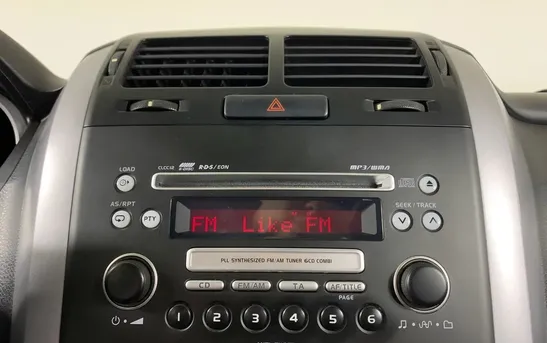 LOAD
R·D·S/EON
MP3/WMA
AS/RPT
PTY
SEEK/TRACK
FM Like FM
PLL SYNTHESIZED FM/AM TUNER 6CD COMBI
CD
FM/AM
TA
AF TITLE
PAGE
1 2 3 4 5 6